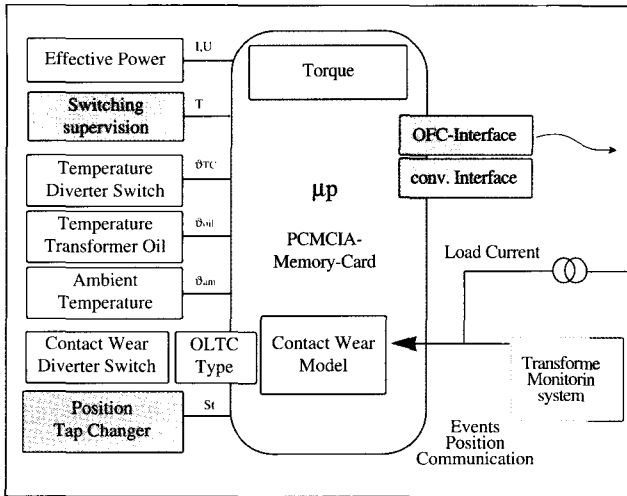 Effective Power
I,U
Switching
supervision
T
Temperature
Diverter Switch
ϑTC
Temperature
Transformer Oil
ϑoil
Ambient
Temperature
ϑam
Contact Wear
Diverter Switch
OLTC
Type
Position
Tap Changer
St
Torque
μp
PCMCIA-
Memory-Card
Contact Wear
Model
OFC-Interface
conv. Interface
Load Current
Transforme
Monitorin
system
Events
Position
Communication